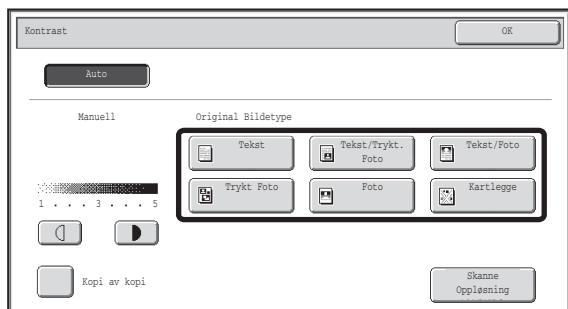 Kontrast
OK
Auto
Manuell
Original Bildetype
Tekst
Tekst/Trykt.
Foto
Tekst/Foto
Trykt Foto
Foto
Kartlegge
1 . . . 3 . . . 5
Kopi av kopi
Skanne
Oppløsning